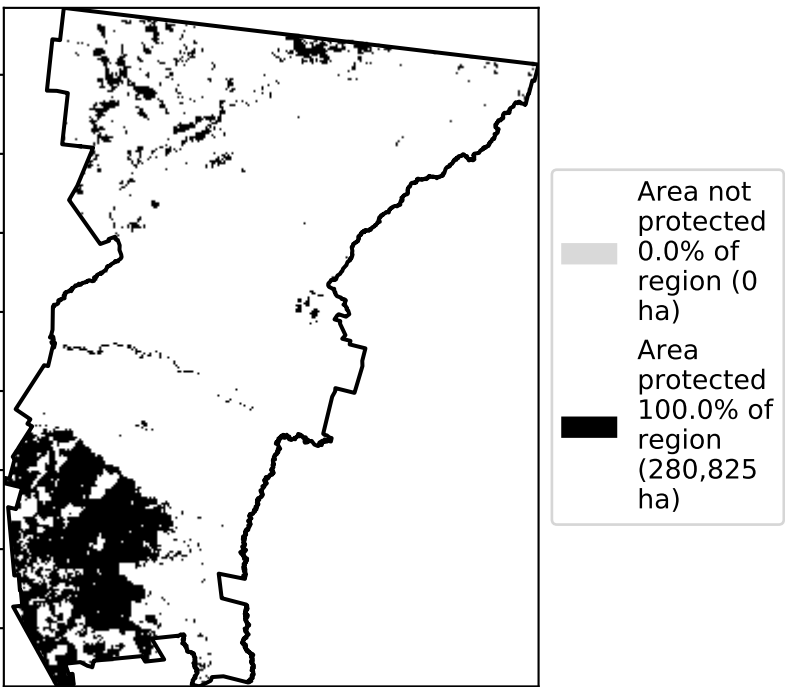 Area not
protected
0.0% of
region (0
ha)
Area
protected
100.0% of
region
(280,825
ha)